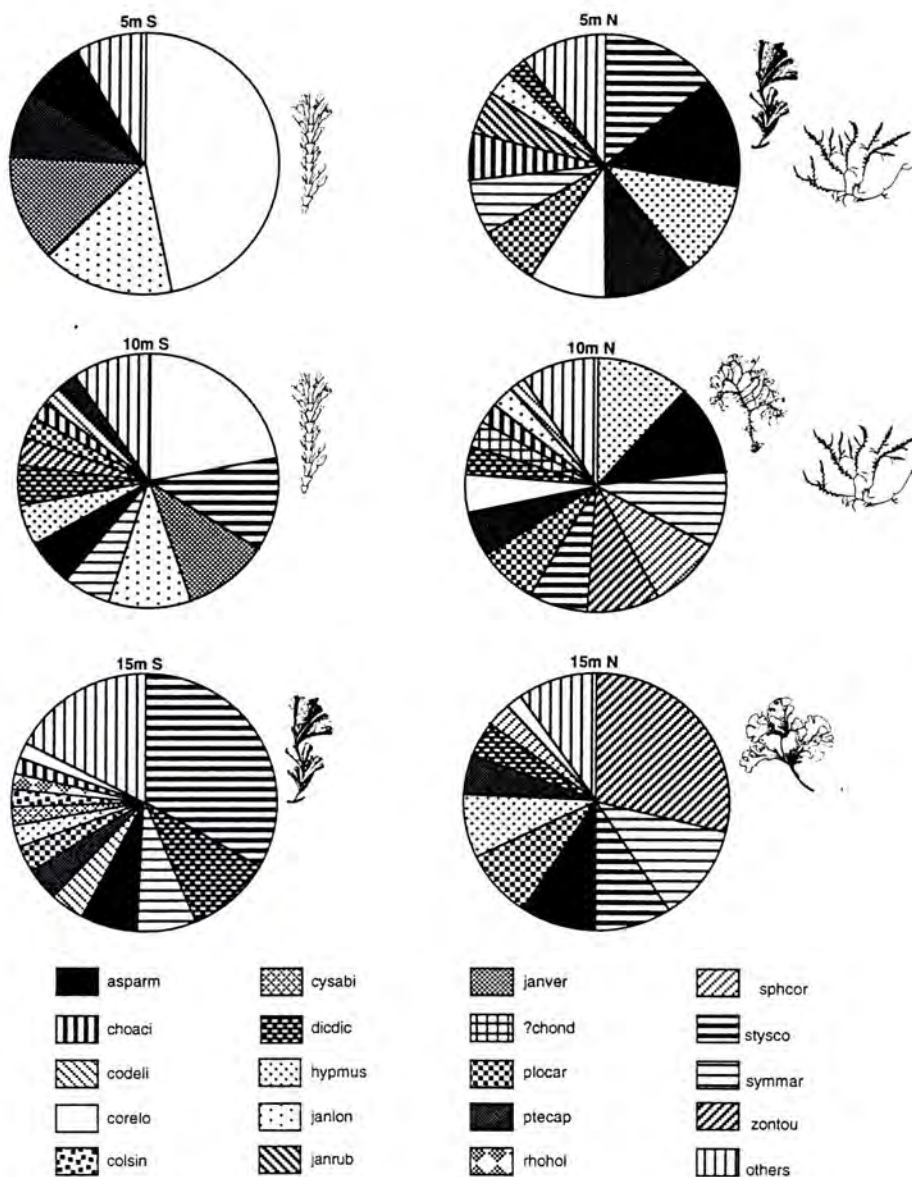 5m S
5m N
10m S
10m N
15m S
15m N
asparm
choaci
codeli
corelo
colsin
cysabi
dicdic
hypmus
janlon
janrub
janver
?chond
plocar
ptecap
rhohol
sphcor
stysco
symmar
zontou
others